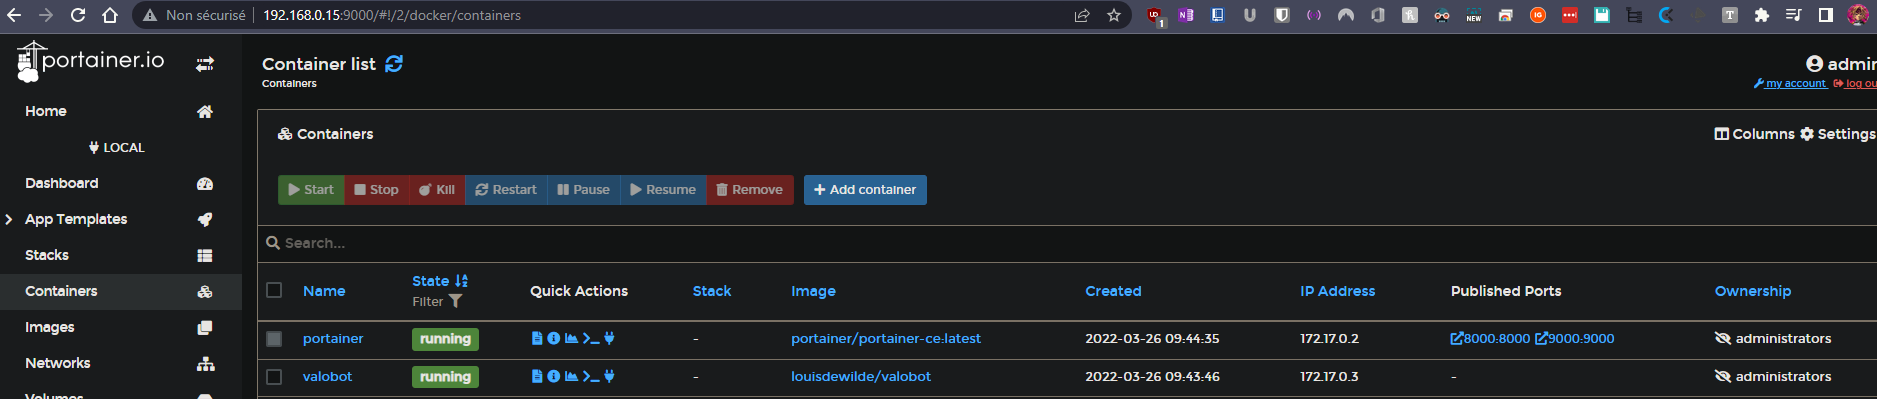 Non sécurisé | 192.168.0.15:9000/#!/2/docker/containers
portainer.io
Container list
admin
Containers
my account log ou
Home
LOCAL
Containers
Columns Settings
Dashboard
Start Stop Kill Restart Pause Resume Remove Add container
App Templates
Stacks
Search...
Containers
Name State Filter Quick Actions Stack Image Created IP Address Published Ports Ownership
Images
portainer running - portainer/portainer-ce:latest 2022-03-26 09:44:35 172.17.0.2 8000:8000 9000:9000 administrators
Networks
valobot running - louisdewilde/valobot 2022-03-26 09:43:46 172.17.0.3 - administrators
Volumes